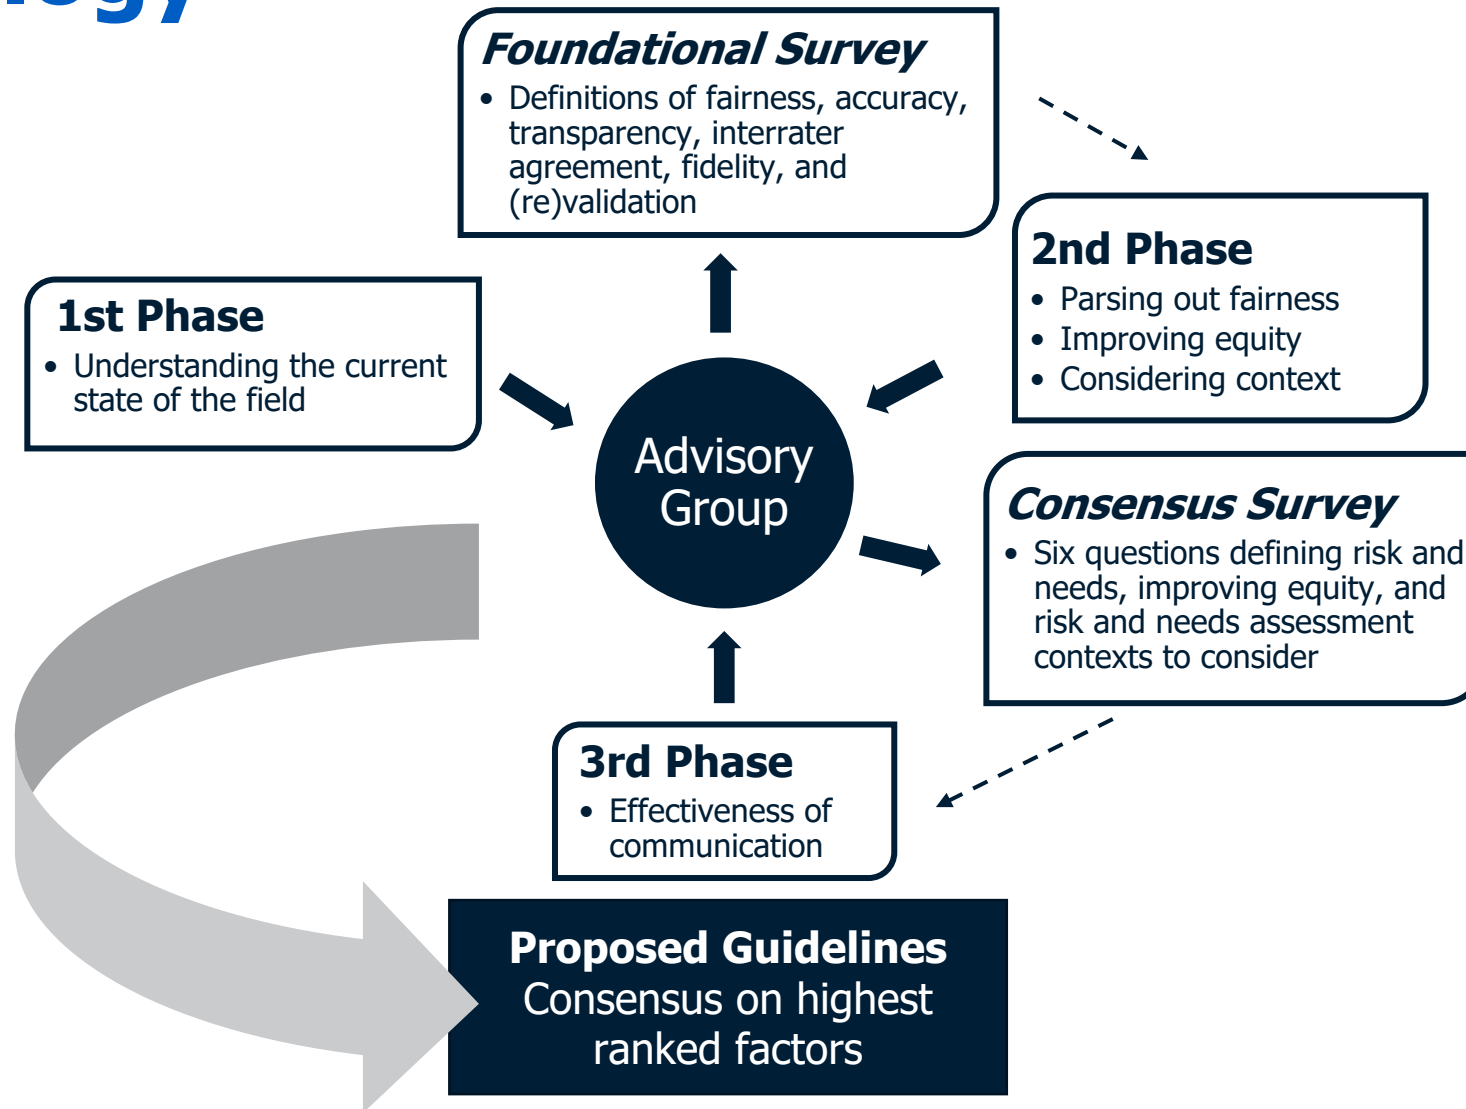 ology
Foundational Survey
• Definitions of fairness, accuracy,
transparency, interrater
agreement, fidelity, and
(re)validation
1st Phase
• Understanding the current
state of the field
2nd Phase
• Parsing out fairness
• Improving equity
• Considering context
Advisory
Group
Consensus Survey
• Six questions defining risk and
needs, improving equity, and
risk and needs assessment
contexts to consider
3rd Phase
• Effectiveness of
communication
Proposed Guidelines
Consensus on highest
ranked factors